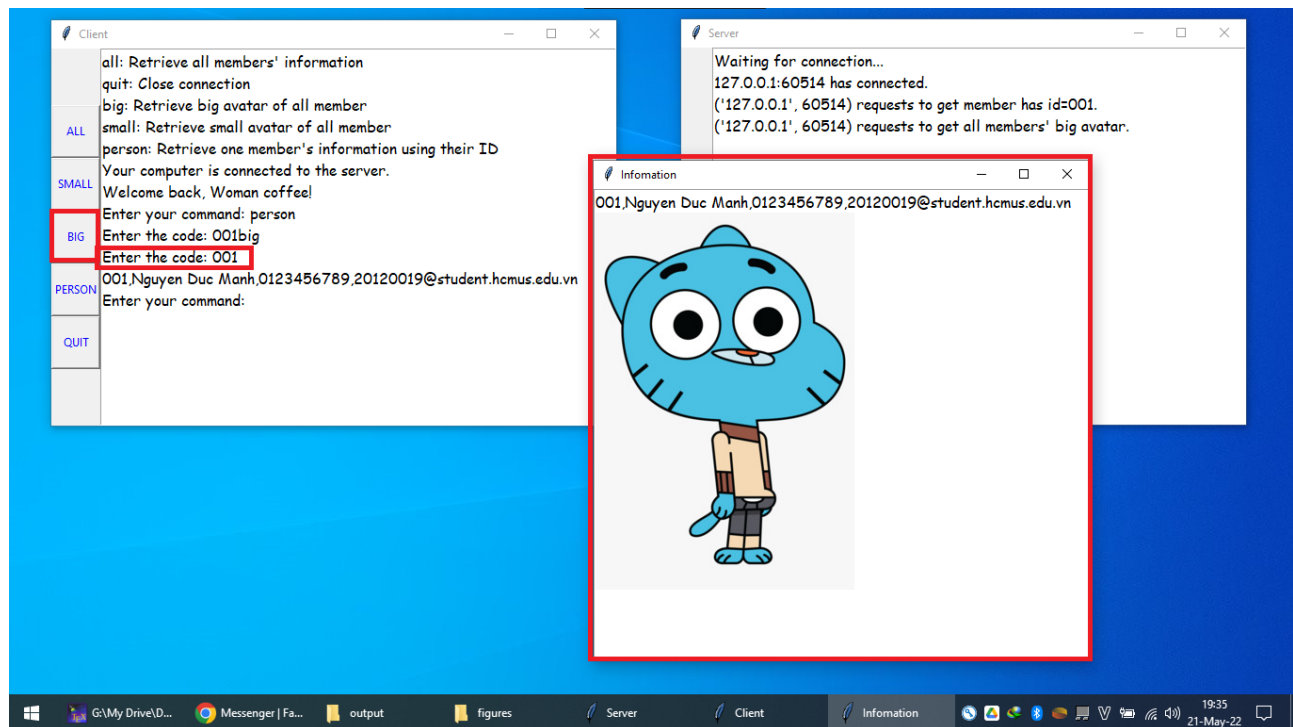 Client
all: Retrieve all members' information
quit: Close connection
big: Retrieve big avatar of all member
small: Retrieve small avatar of all member
person: Retrieve one member's information using their ID
Your computer is connected to the server.
Welcome back, Woman coffee!
Enter your command: person
Enter the code: 001big
Enter the code: 001
001,Nguyen Duc Manh,0123456789,20120019@student.hcmus.edu.vn
Enter your command:
ALL
SMALL
BIG
PERSON
QUIT
Server
Waiting for connection...
127.0.0.1:60514 has connected.
('127.0.0.1', 60514) requests to get member has id=001.
('127.0.0.1', 60514) requests to get all members' big avatar.
Infomation
001,Nguyen Duc Manh,0123456789,20120019@student.hcmus.edu.vn
G:\My Drive\D...
Messenger | Fa...
output
figures
Server
Client
Infomation
19:35
21-May-22